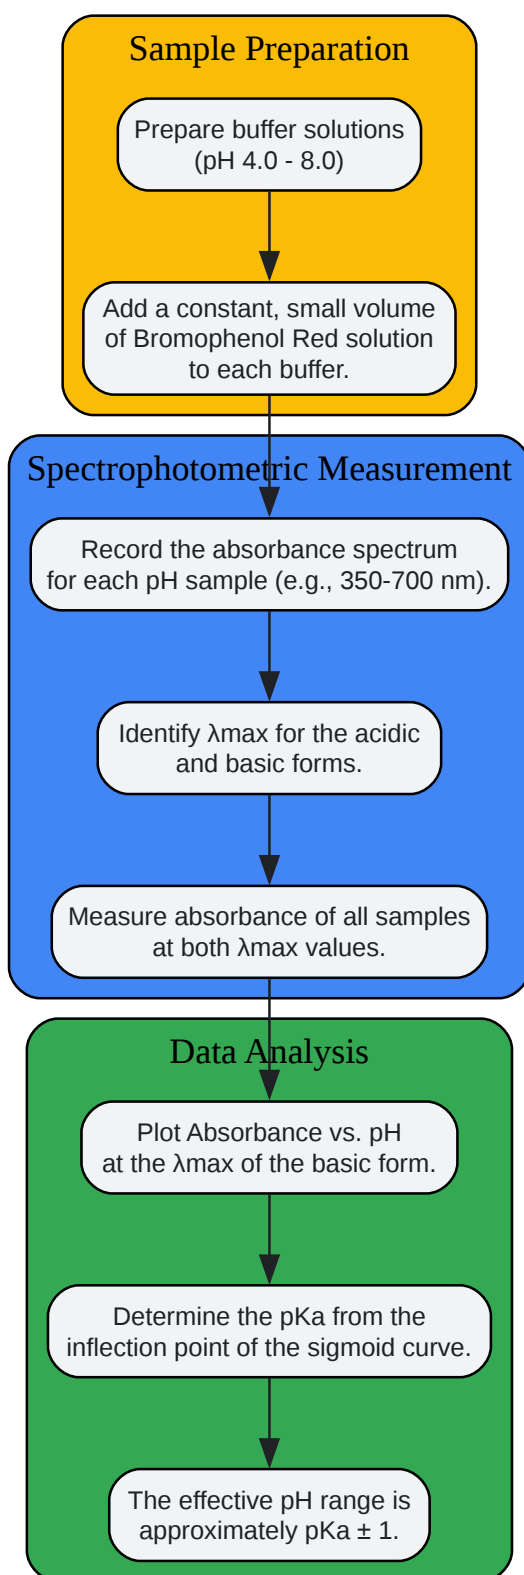 Sample Preparation
Prepare buffer solutions
(pH 4.0 - 8.0)
Add a constant, small volume
of Bromophenol Red solution
to each buffer.
Spectrophotometric Measurement
Record the absorbance spectrum
for each pH sample (e.g., 350-700 nm).
Identify λmax for the acidic
and basic forms.
Measure absorbance of all samples
at both λmax values.
Data Analysis
Plot Absorbance vs. pH
at the λmax of the basic form.
Determine the pKa from the
inflection point of the sigmoid curve.
The effective pH range is
approximately pKa ± 1.